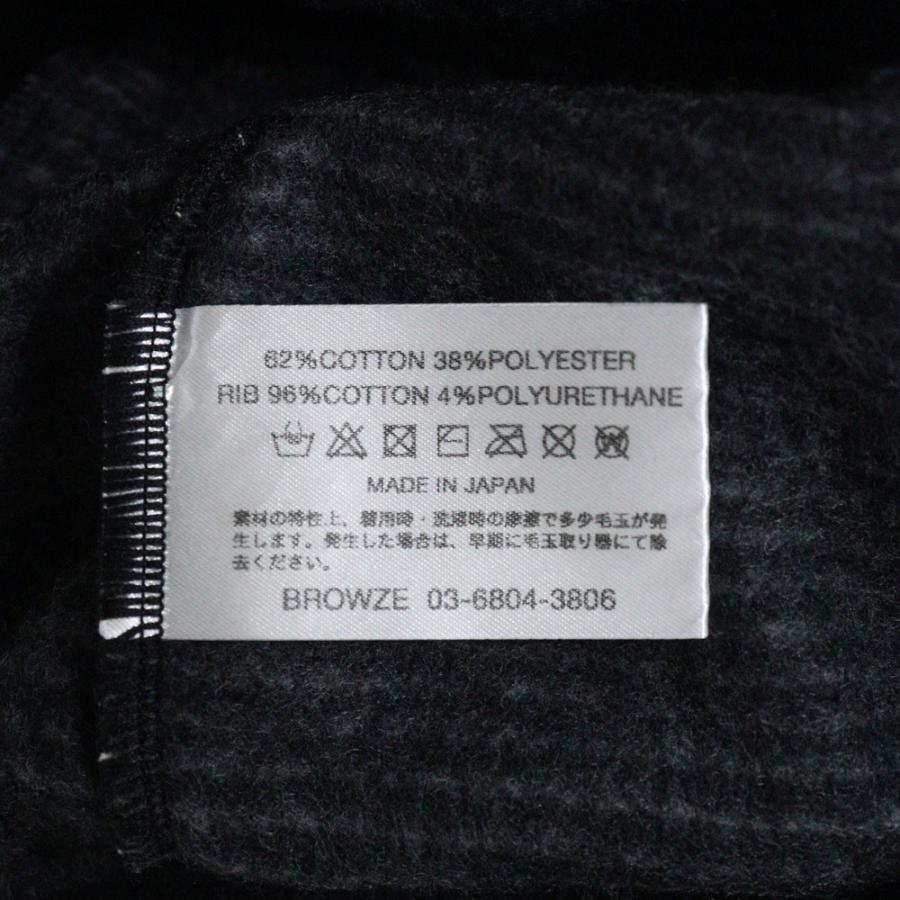 62%COTTON 38%POLYESTER
RIB 96%COTTON 4%POLYURETHANE
MADE IN JAPAN
素材の特性上、着用時・洗濯時の摩擦で多少毛玉が発
生します。発生した場合は、早期に毛玉取り器にて除
去ください。
BROWZE 03-6804-3806